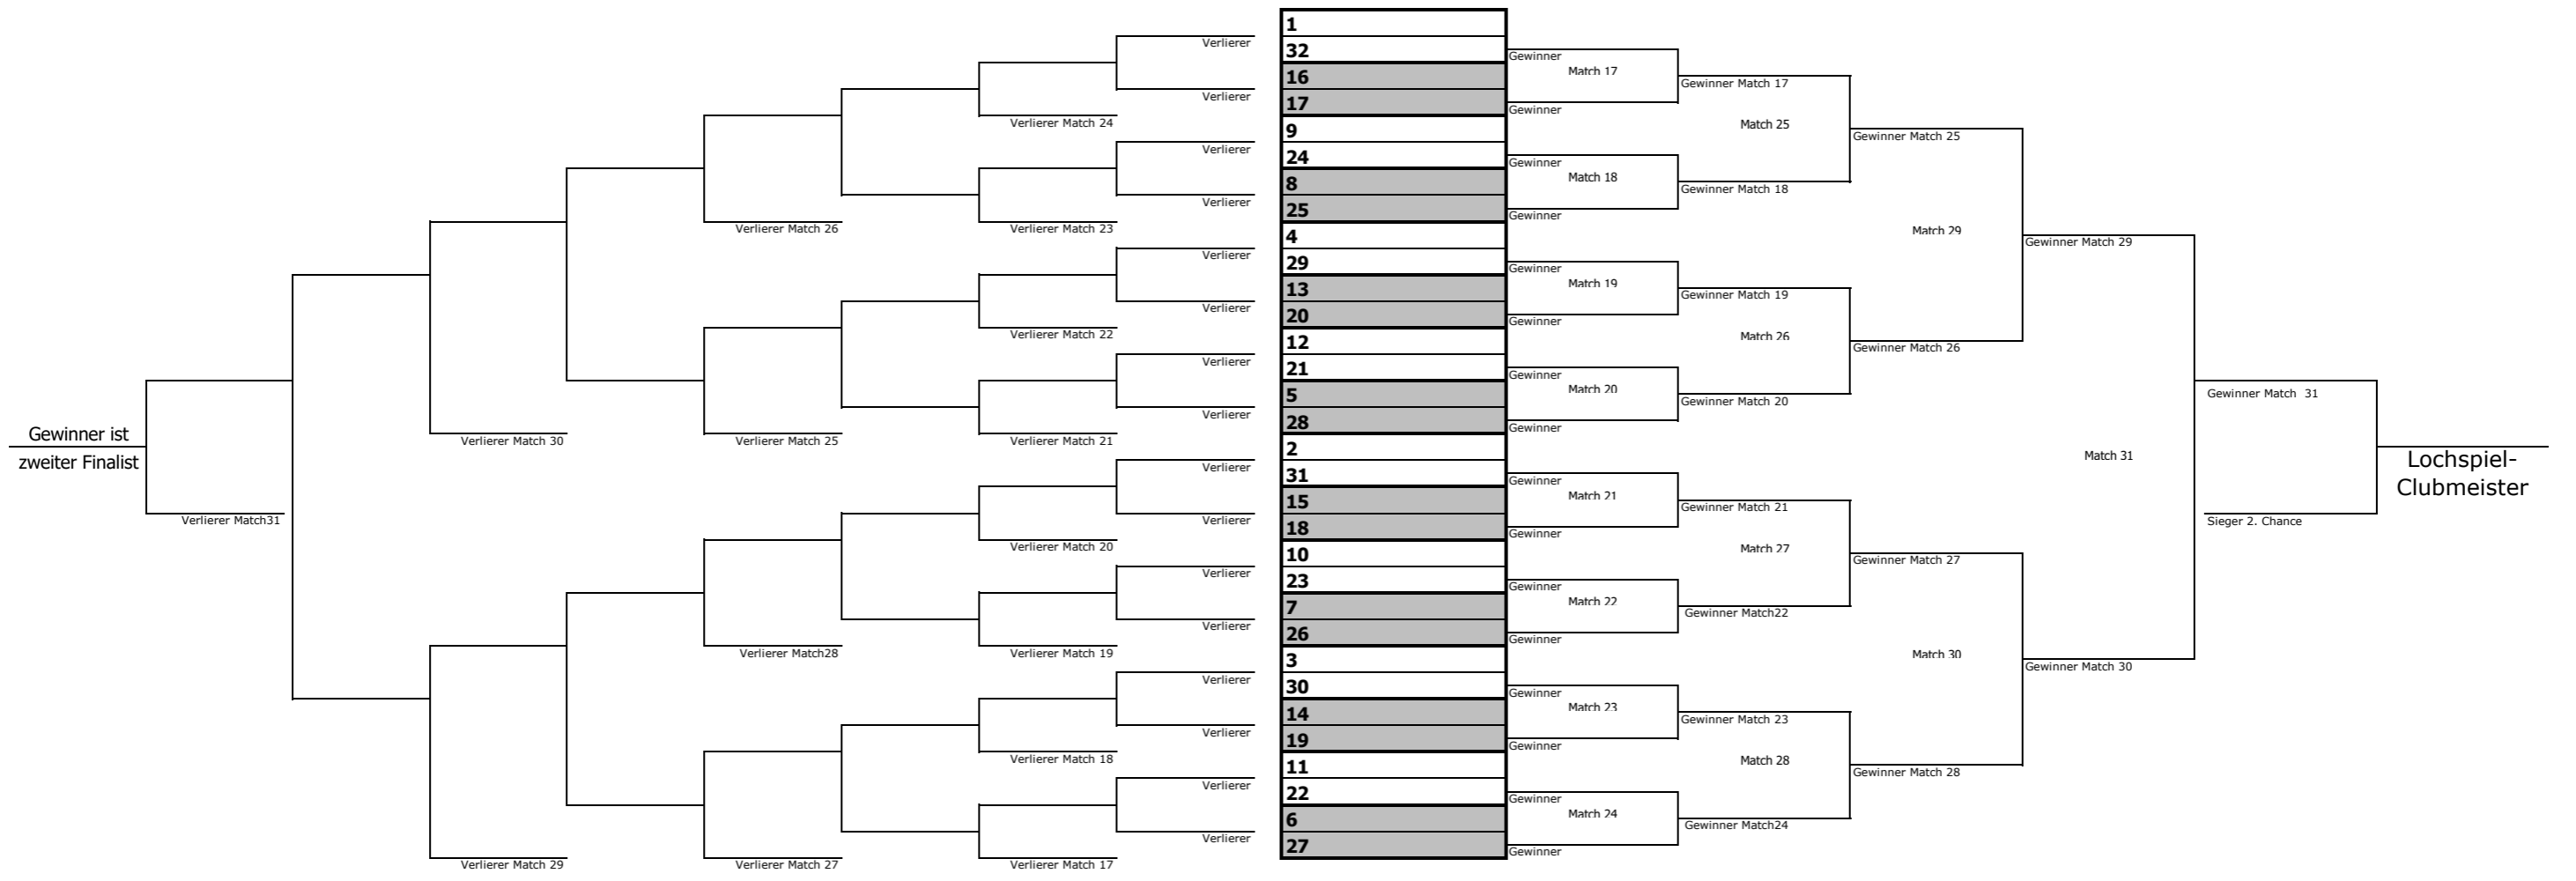 Verlierer
Verlierer
Verlierer Match 24
Verlierer
Verlierer
Verlierer Match 26
Verlierer Match 23
Verlierer
Verlierer
Verlierer Match 22
Verlierer
Verlierer
Verlierer Match 30
Verlierer Match 25
Verlierer Match 21
Gewinner ist
zweiter Finalist
Verlierer
Verlierer
Verlierer Match31
Verlierer Match 20
Verlierer
Verlierer
Verlierer Match28
Verlierer Match 19
Verlierer
Verlierer
Verlierer Match 18
Verlierer
Verlierer
Verlierer Match 29
Verlierer Match 27
Verlierer Match 17
1
32
16
17
9
24
8
25
4
29
13
20
12
21
5
28
2
31
15
18
10
23
7
26
3
30
14
19
11
22
6
27
Gewinner
Match 17
Gewinner
Gewinner
Match 18
Gewinner
Gewinner
Match 19
Gewinner
Gewinner
Match 20
Gewinner
Gewinner
Match 21
Gewinner
Gewinner
Match 22
Gewinner
Gewinner
Match 23
Gewinner
Gewinner
Match 24
Gewinner
Gewinner Match 17
Match 25
Gewinner Match 18
Gewinner Match 19
Match 26
Gewinner Match 20
Gewinner Match 21
Match 27
Gewinner Match22
Gewinner Match 23
Match 28
Gewinner Match24
Gewinner Match 25
Match 29
Gewinner Match 26
Gewinner Match 27
Match 30
Gewinner Match 28
Gewinner Match 29
Match 31
Gewinner Match 30
Gewinner Match 31
Sieger 2. Chance
Lochspiel-
Clubmeister